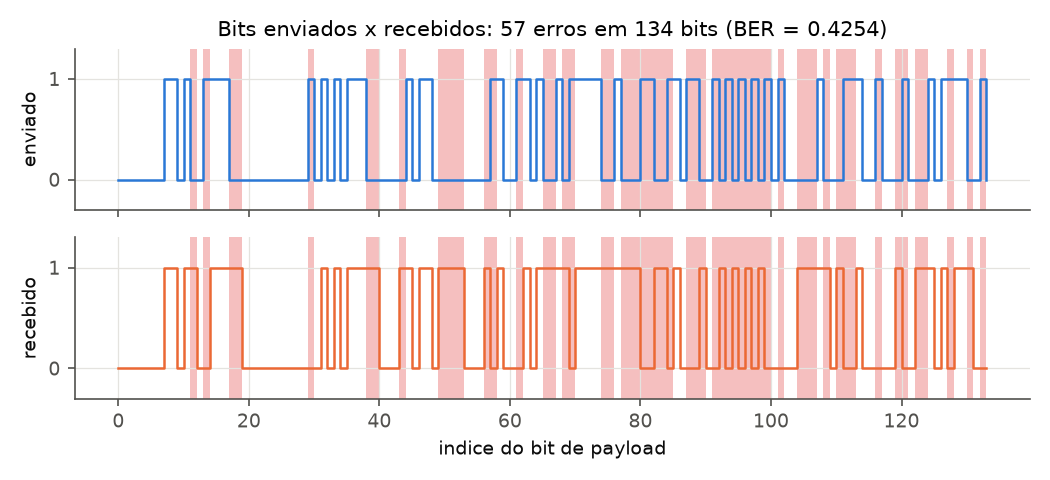 Bits enviados x recebidos: 57 erros em 134 bits (BER = 0.4254)
1
enviado
0
1
recebido
0
0 20 40 60 80 100 120
indice do bit de payload